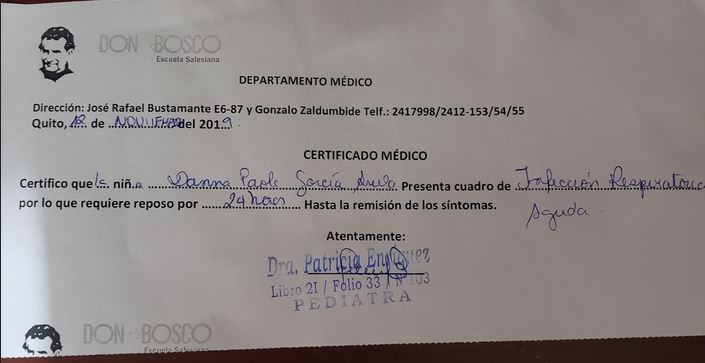 DON BOSCO
Escuela Salesiana
DEPARTAMENTO MÉDICO
Dirección: José Rafael Bustamante E6-87 y Gonzalo Zaldumbide Telf.: 2417998/2412-153/54/55
Quito, 12 de NOVIEMBRE del 2019.
CERTIFICADO MÉDICO
Certifico que la niña Danna Paola García Presenta cuadro de Infección Respiratoria
por lo que requiere reposo por 24 horas Hasta la remisión de los síntomas.
Aguda.
Atentamente:
Dra. Patricia Enríquez
Libro 21 / Folio 33 / N° 103
PEDIATRA
DON BOSCO
Escuela Salesiana